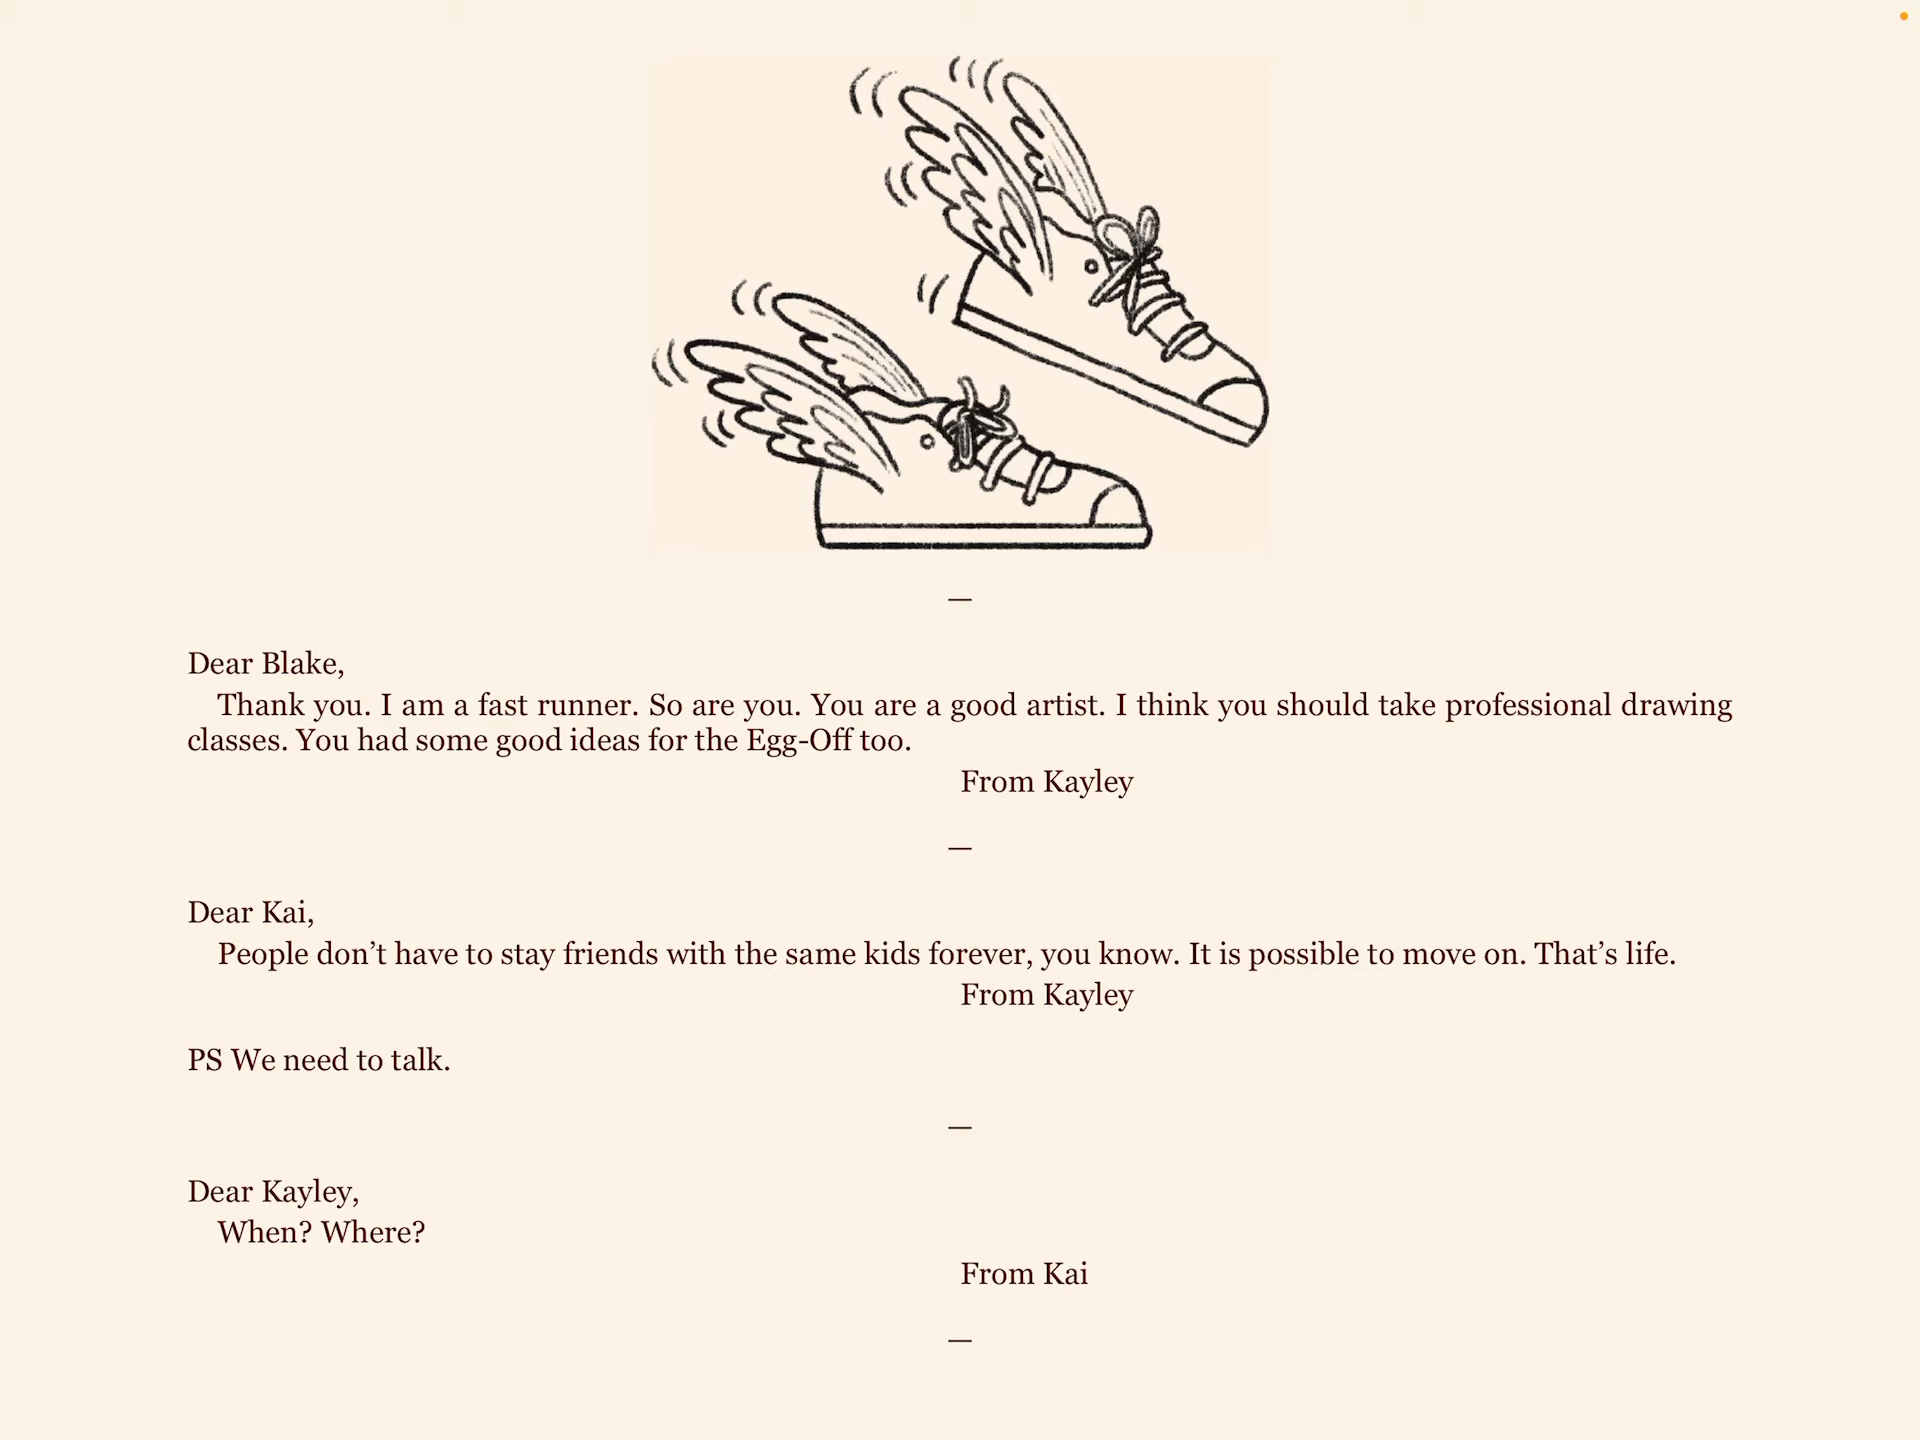 —
Dear Blake,
Thank you. I am a fast runner. So are you. You are a good artist. I think you should take professional drawing
classes. You had some good ideas for the Egg-Off too.
From Kayley
—
Dear Kai,
People don’t have to stay friends with the same kids forever, you know. It is possible to move on. That’s life.
From Kayley
PS We need to talk.
—
Dear Kayley,
When? Where?
From Kai
—